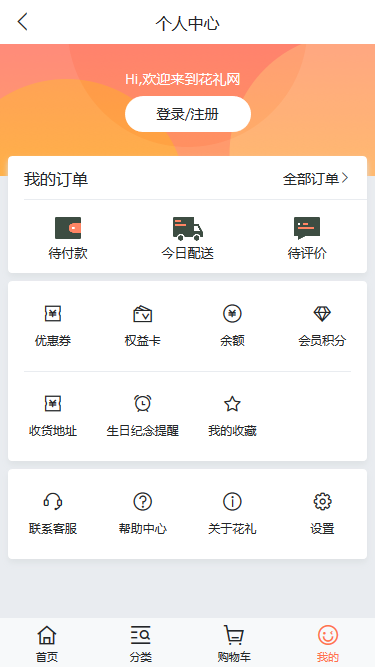 个人中心
Hi,欢迎来到花礼网
登录/注册
我的订单 全部订单
待付款 今日配送 待评价
优惠券 权益卡 余额 会员积分
收货地址 生日纪念提醒 我的收藏
联系客服 帮助中心 关于花礼 设置
首页 分类 购物车 我的